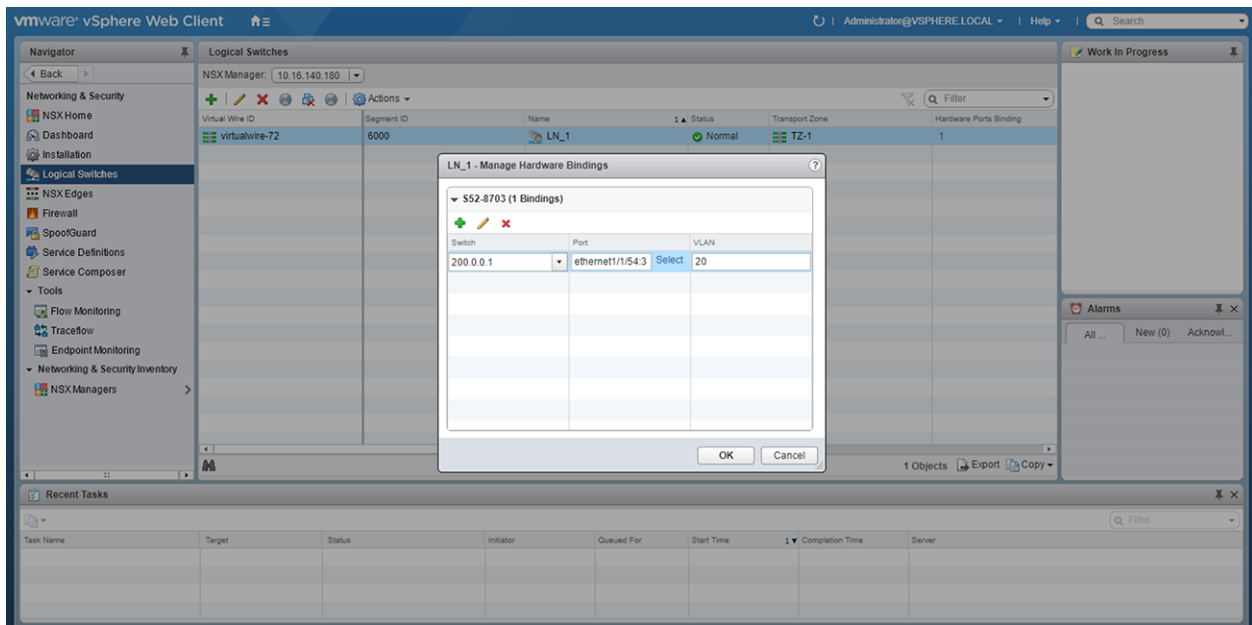 vmware® vSphere Web Client
Administrator@VSPHERE.LOCAL
Help
Search
Navigator
Back
Networking & Security
NSX Home
Dashboard
Installation
Logical Switches
NSX Edges
Firewall
SpoofGuard
Service Definitions
Service Composer
Tools
Flow Monitoring
Traceflow
Endpoint Monitoring
Networking & Security Inventory
NSX Managers
Logical Switches
NSX Manager: 10.16.140.180
Actions
Filter
Virtual Wire ID Segment ID Name 1 Status Transport Zone Hardware Ports Binding
virtualwire-72 6000 LN_1 Normal TZ-1 1
LN_1 - Manage Hardware Bindings ?
S52-8703 (1 Bindings)
Switch Port VLAN
200.0.0.1 ethernet1/1/54:3 Select 20
OK Cancel
1 Objects Export Copy
Work In Progress
Alarms
All ... New (0) Acknowl...
Recent Tasks
Filter
Task Name Target Status Initiator Queued For Start Time 1 Completion Time Server